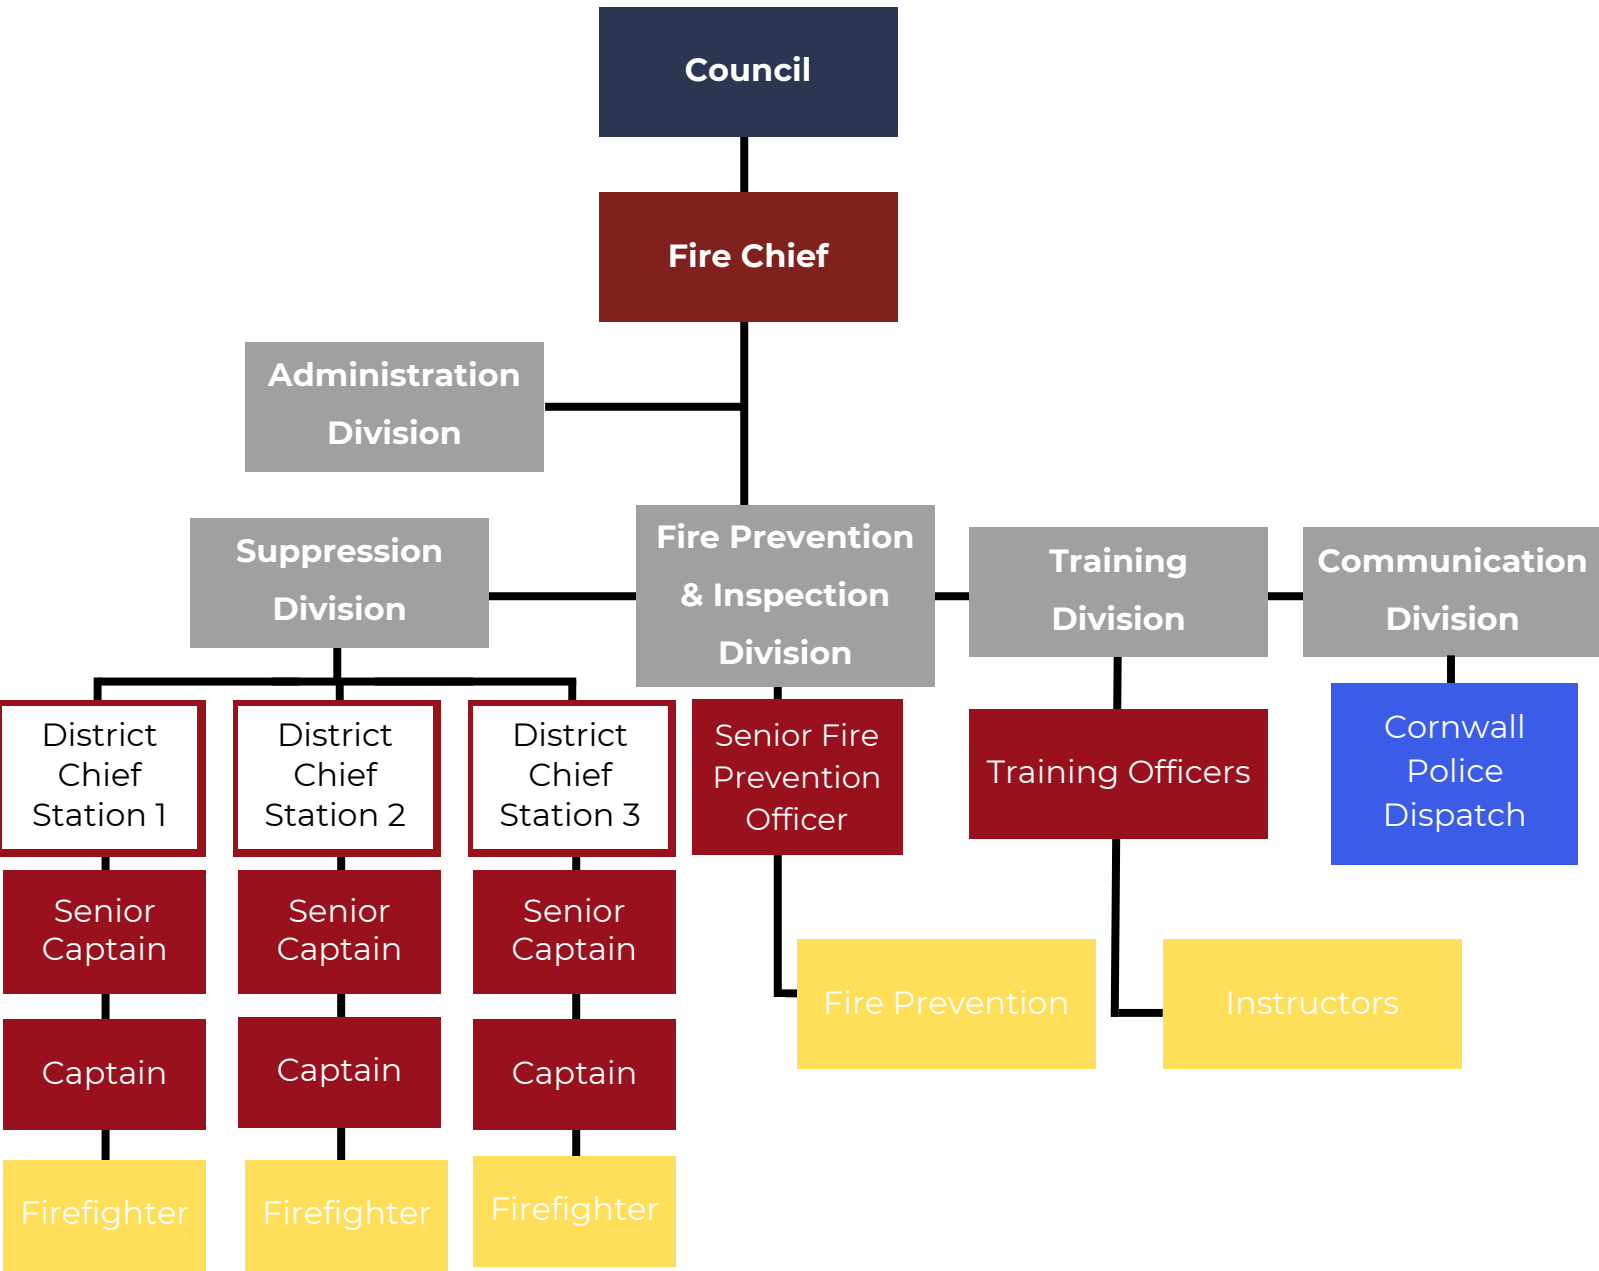 Council
Fire Chief
Administration
Division
Suppression
Division
Fire Prevention
& Inspection
Division
Training
Division
Communication
Division
District
Chief
Station 1
District
Chief
Station 2
District
Chief
Station 3
Senior Fire
Prevention
Officer
Training Officers
Cornwall
Police
Dispatch
Senior
Captain
Senior
Captain
Senior
Captain
Fire Prevention
Instructors
Captain
Captain
Captain
Firefighter
Firefighter
Firefighter